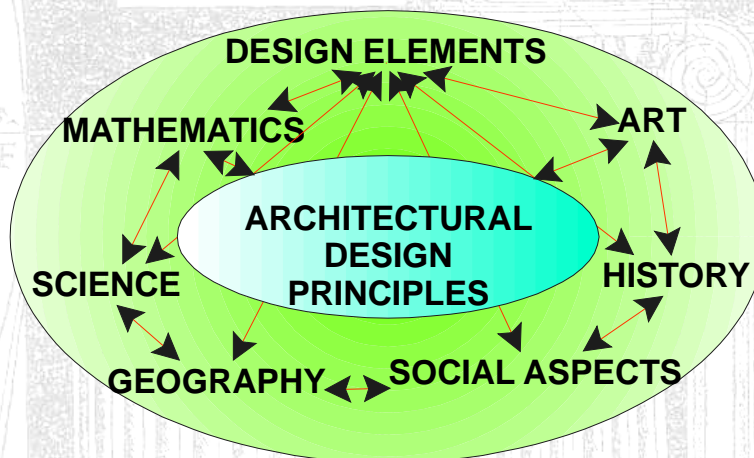 DESIGN ELEMENTS
MATHEMATICS
ART
ARCHITECTURAL
DESIGN
PRINCIPLES
SCIENCE
HISTORY
GEOGRAPHY
SOCIAL ASPECTS